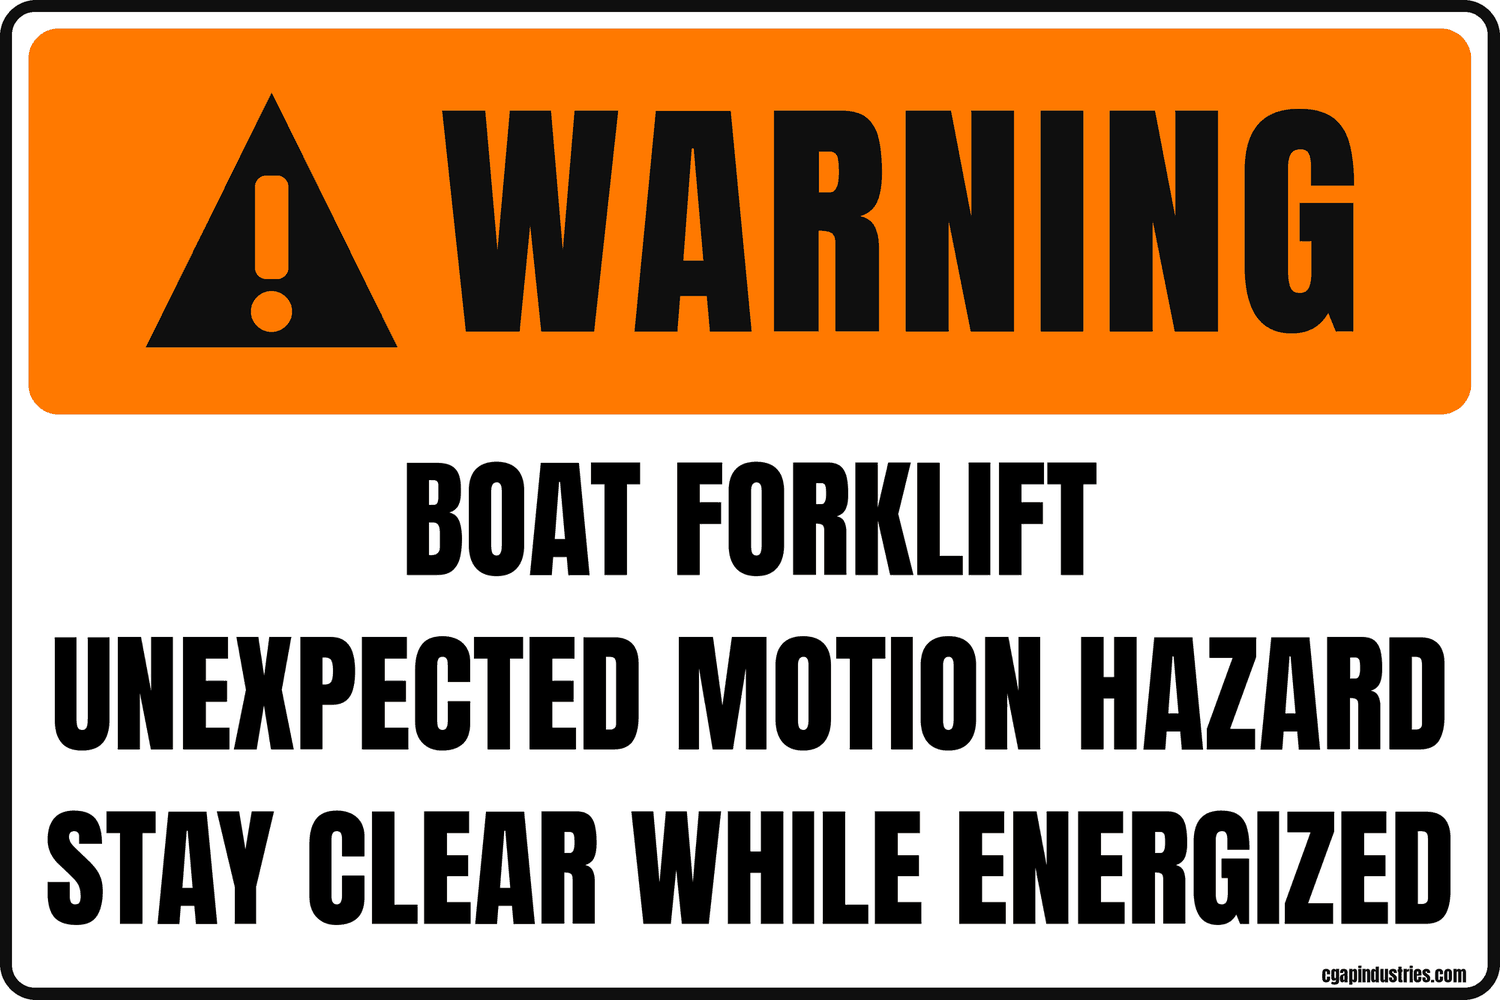 WARNING
BOAT FORKLIFT
UNEXPECTED MOTION HAZARD
STAY CLEAR WHILE ENERGIZED
cgapindustries.com